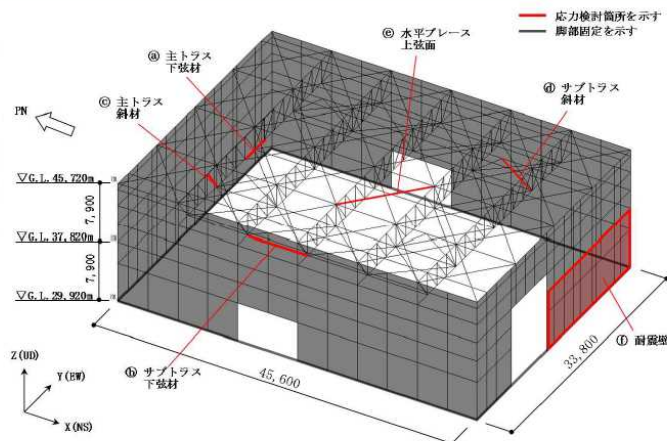 応力検討箇所を示す
脚部固定を示す
ⓔ 水平ブレース
上弦面
ⓐ 主トラス
下弦材
ⓓ サブトラス
斜材
ⓒ 主トラス
斜材
PN
▽G.L.45,720m
7,900
▽G.L.37,820m
7,900
▽G.L.29,920m
Z(UD)
Y(EW)
X(NS)
ⓑ サブトラス
下弦材
45,600
33,800
ⓕ 耐震壁